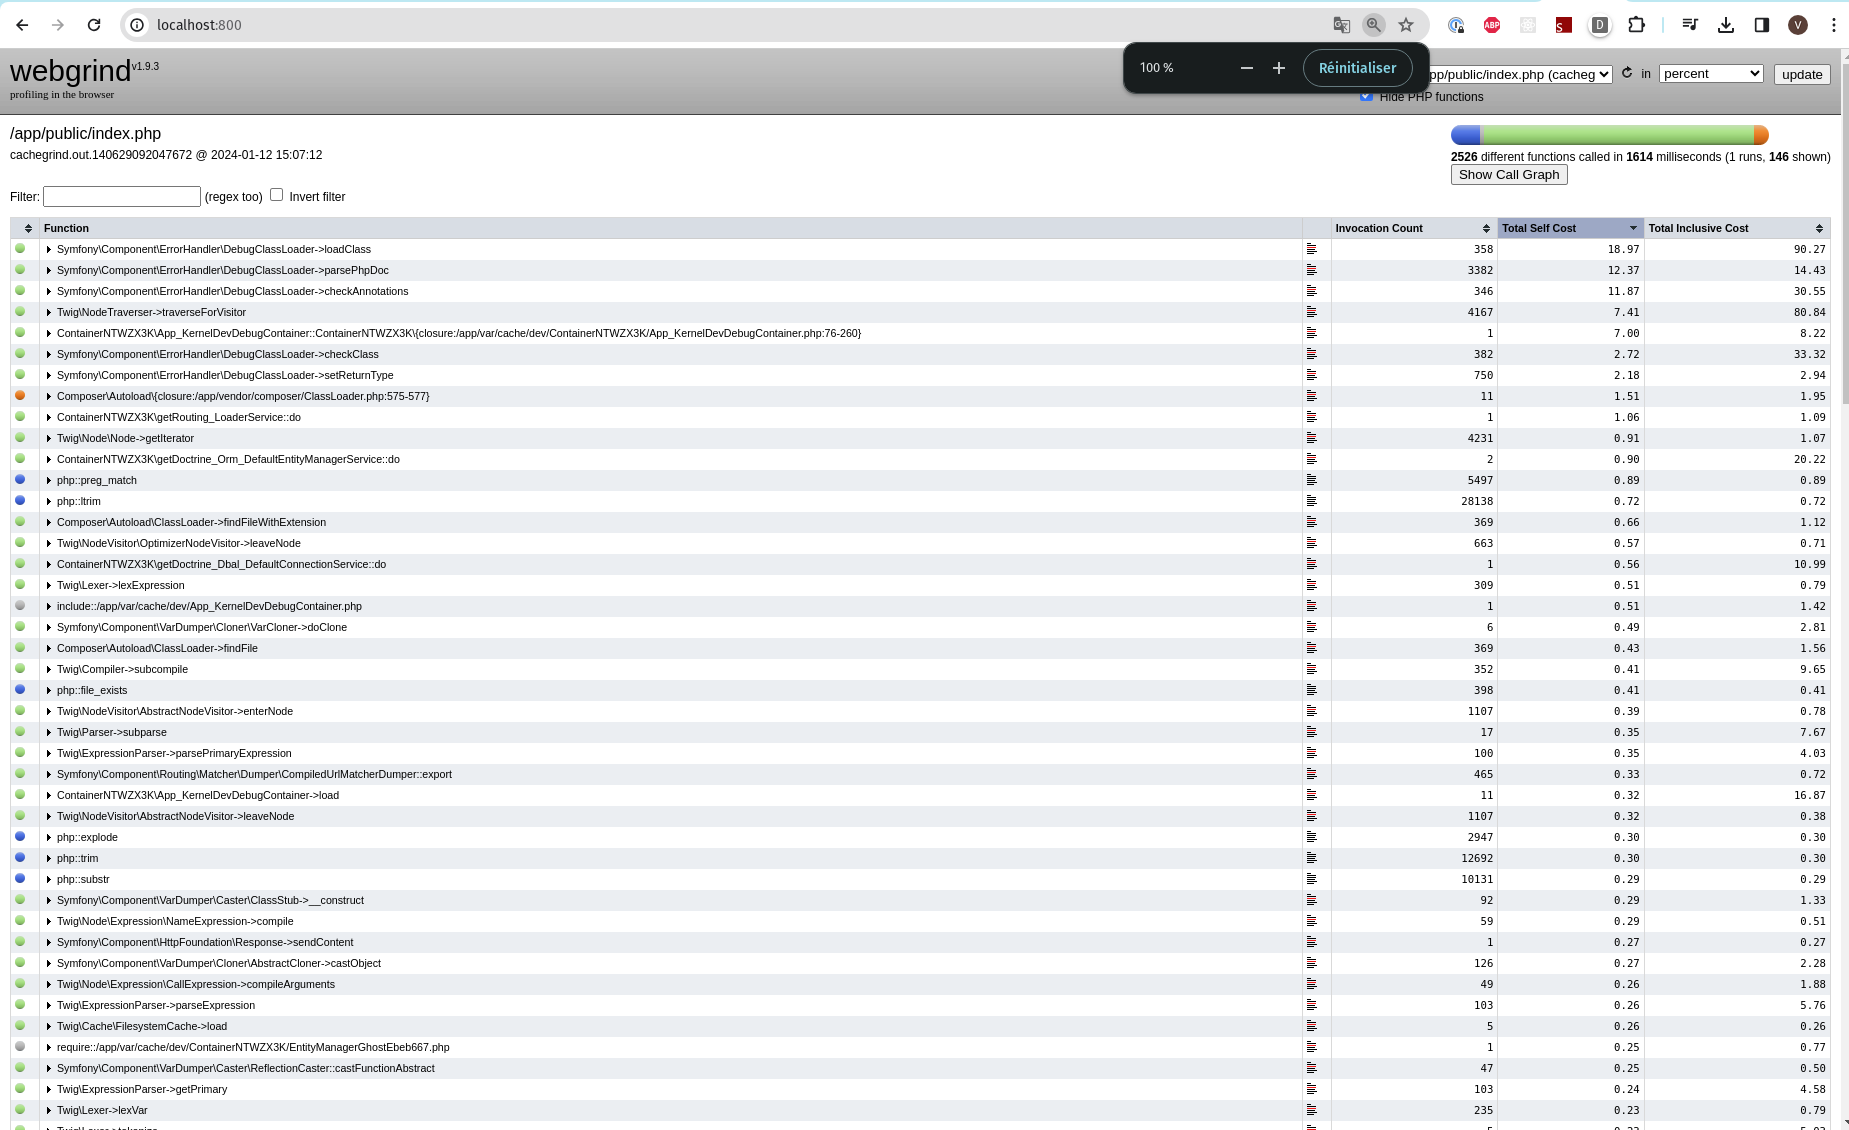 localhost:800
100 %
Réinitialiser
webgrind v1.9.3
profiling in the browser
pp/public/index.php (cacheg
in
percent
update
Hide PHP functions
/app/public/index.php
cachegrind.out.140629092047672 @ 2024-01-12 15:07:12
2526 different functions called in 1614 milliseconds (1 runs, 146 shown)
Show Call Graph
Filter: (regex too) Invert filter
Function Invocation Count Total Self Cost Total Inclusive Cost
Symfony\Component\ErrorHandler\DebugClassLoader->loadClass 358 18.97 90.27
Symfony\Component\ErrorHandler\DebugClassLoader->parsePhpDoc 3382 12.37 14.43
Symfony\Component\ErrorHandler\DebugClassLoader->checkAnnotations 346 11.87 30.55
Twig\NodeTraverser->traverseForVisitor 4167 7.41 80.84
ContainerNTWZX3K\App_KernelDevDebugContainer::ContainerNTWZX3K\{closure:/app/var/cache/dev/ContainerNTWZX3K/App_KernelDevDebugContainer.php:76-260} 1 7.00 8.22
Symfony\Component\ErrorHandler\DebugClassLoader->checkClass 382 2.72 33.32
Symfony\Component\ErrorHandler\DebugClassLoader->setReturnType 750 2.18 2.94
Composer\Autoload\{closure:/app/vendor/composer/ClassLoader.php:575-577} 11 1.51 1.95
ContainerNTWZX3K\getRouting_LoaderService::do 1 1.06 1.09
Twig\Node\Node->getIterator 4231 0.91 1.07
ContainerNTWZX3K\getDoctrine_Orm_DefaultEntityManagerService::do 2 0.90 20.22
php::preg_match 5497 0.89 0.89
php::ltrim 28138 0.72 0.72
Composer\Autoload\ClassLoader->findFileWithExtension 369 0.66 1.12
Twig\NodeVisitor\OptimizerNodeVisitor->leaveNode 663 0.57 0.71
ContainerNTWZX3K\getDoctrine_Dbal_DefaultConnectionService::do 1 0.56 10.99
Twig\Lexer->lexExpression 309 0.51 0.79
include::/app/var/cache/dev/App_KernelDevDebugContainer.php 1 0.51 1.42
Symfony\Component\VarDumper\Cloner\VarCloner->doClone 6 0.49 2.81
Composer\Autoload\ClassLoader->findFile 369 0.43 1.56
Twig\Compiler->subcompile 352 0.41 9.65
php::file_exists 398 0.41 0.41
Twig\NodeVisitor\AbstractNodeVisitor->enterNode 1107 0.39 0.78
Twig\Parser->subparse 17 0.35 7.67
Twig\ExpressionParser->parsePrimaryExpression 100 0.35 4.03
Symfony\Component\Routing\Matcher\Dumper\CompiledUrlMatcherDumper::export 465 0.33 0.72
ContainerNTWZX3K\App_KernelDevDebugContainer->load 11 0.32 16.87
Twig\NodeVisitor\AbstractNodeVisitor->leaveNode 1107 0.32 0.38
php::explode 2947 0.30 0.30
php::trim 12692 0.30 0.30
php::substr 10131 0.29 0.29
Symfony\Component\VarDumper\Caster\ClassStub->__construct 92 0.29 1.33
Twig\Node\Expression\NameExpression->compile 59 0.29 0.51
Symfony\Component\HttpFoundation\Response->sendContent 1 0.27 0.27
Symfony\Component\VarDumper\Cloner\AbstractCloner->castObject 126 0.27 2.28
Twig\Node\Expression\CallExpression->compileArguments 49 0.26 1.88
Twig\ExpressionParser->parseExpression 103 0.26 5.76
Twig\Cache\FilesystemCache->load 5 0.26 0.26
require::/app/var/cache/dev/ContainerNTWZX3K/EntityManagerGhostEbeb667.php 1 0.25 0.77
Symfony\Component\VarDumper\Caster\ReflectionCaster::castFunctionAbstract 47 0.25 0.50
Twig\ExpressionParser->getPrimary 103 0.24 4.58
Twig\Lexer->lexVar 235 0.23 0.79